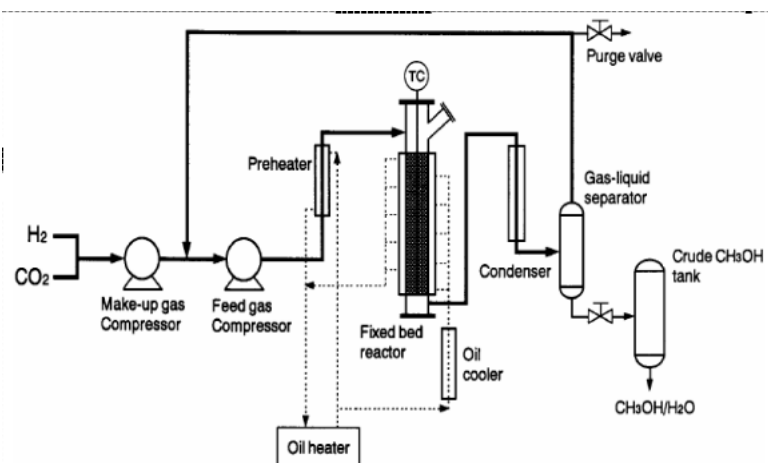 TC
Purge valve
Preheater
Gas-liquid
separator
H₂
CO₂
Condenser
Crude CH₃OH
tank
Make-up gas
Compressor
Feed gas
Compressor
Fixed bed
reactor
Oil
cooler
CH₃OH/H₂O
Oil heater